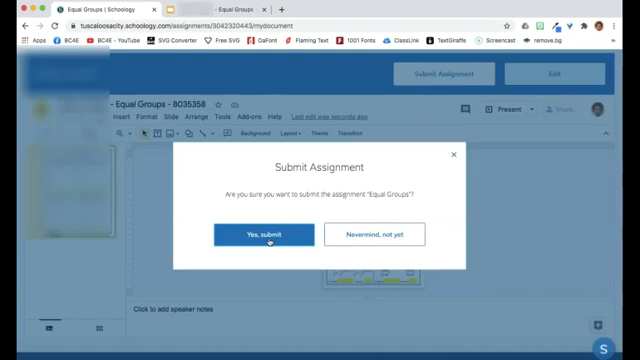 Equal Groups | Schoology
- Equal Groups -
tuscaloosacity.schoology.com/assignments/3042320443/mydocument
Apps BC4E BC4E - YouTube SVG Converter Free SVG DaFont Flaming Text 1001 Fonts ClassLink TextGiraffe Screencast remove.bg
Submit Assignment Edit
- Equal Groups - 8035358
Present Share
Insert Format Slide Arrange Tools Add-ons Help Last edit was seconds ago
Background Layout Theme Transition
Submit Assignment
Are you sure you want to submit the assignment "Equal Groups"?
Yes, submit Nevermind, not yet
Click to add speaker notes
S